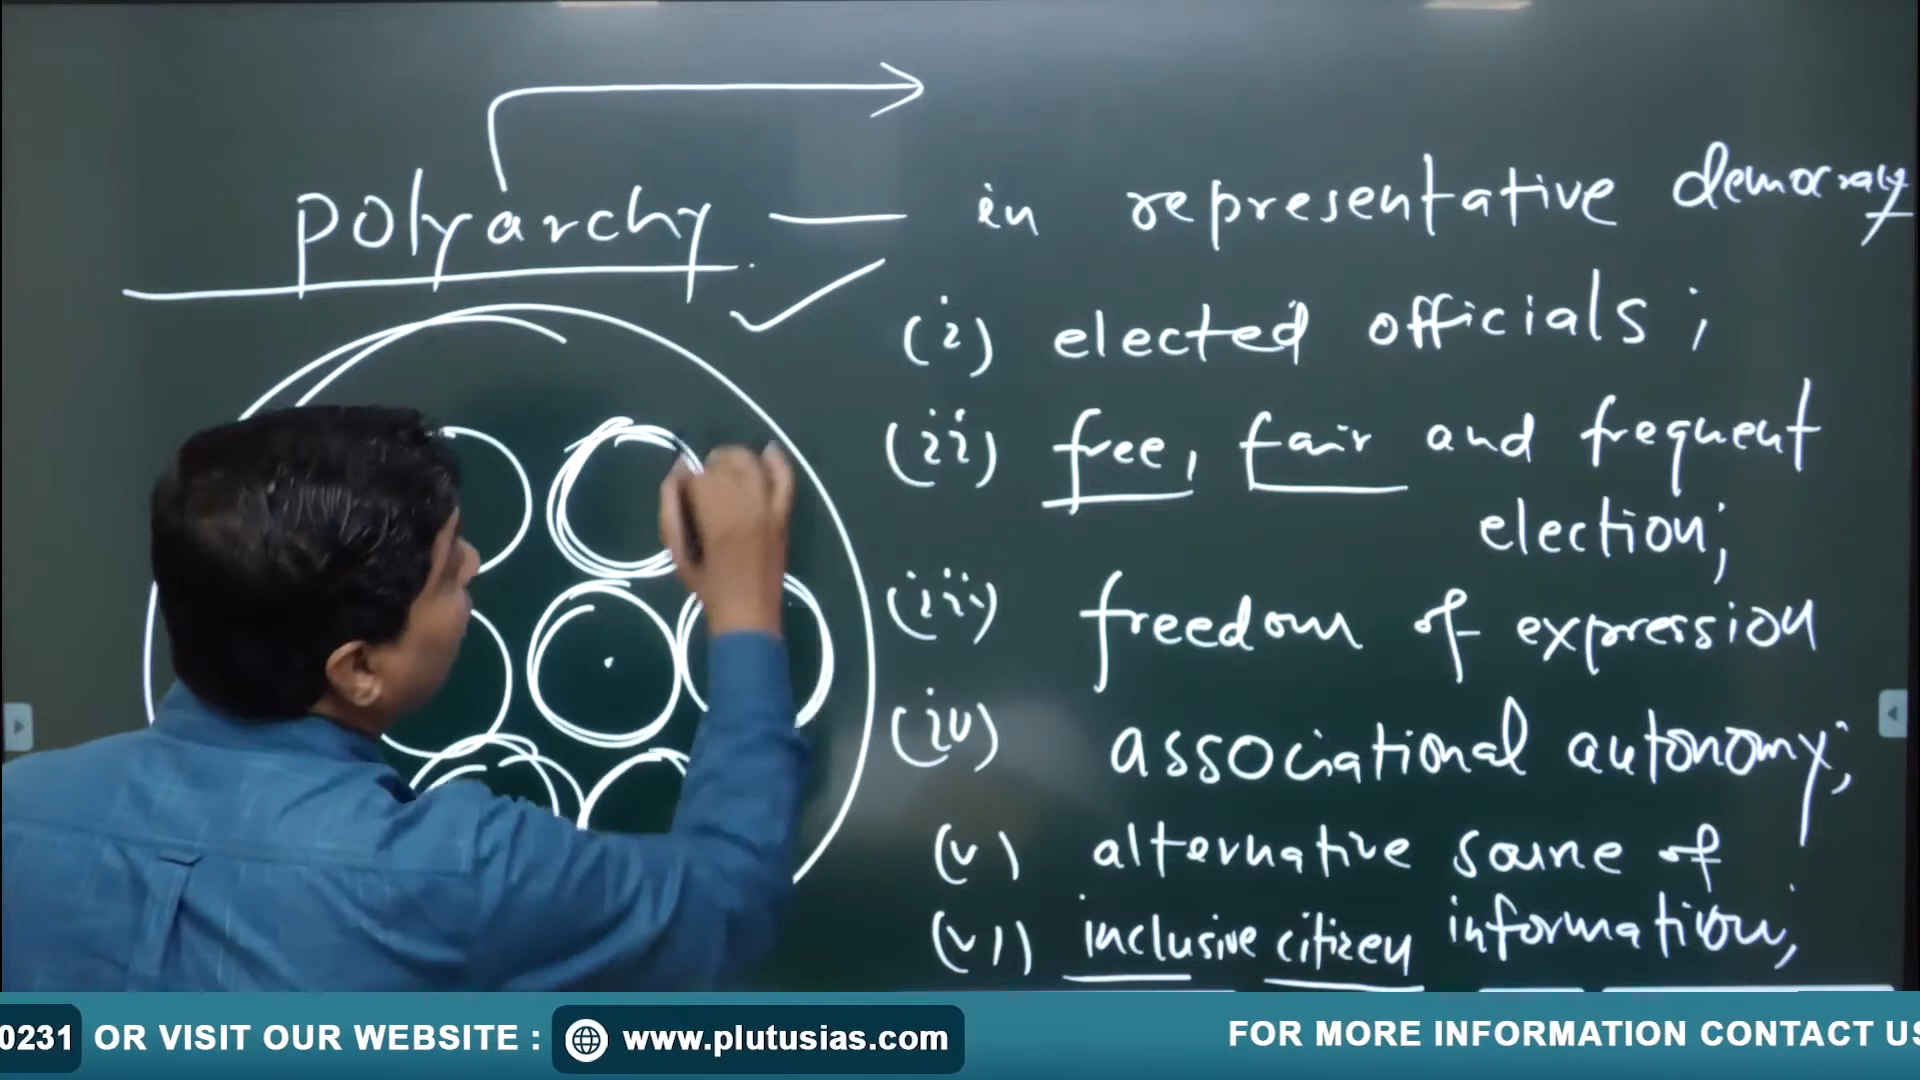 polyarchy — in representative democracy
(i) elected officials;
(ii) free, fair and frequent
election;
(iii) freedom of expression
(iv) associational autonomy;
(v) alternative source of
information;
(vi) inclusive citizen
0231 OR VISIT OUR WEBSITE : www.plutusias.com FOR MORE INFORMATION CONTACT US